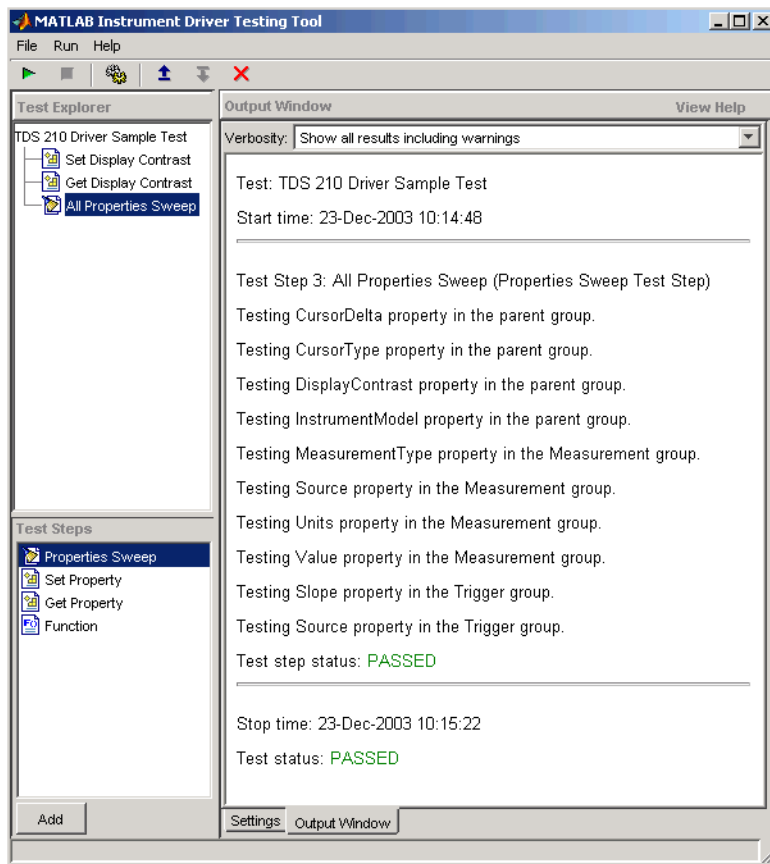 MATLAB Instrument Driver Testing Tool
File Run Help
Test Explorer
TDS 210 Driver Sample Test
Set Display Contrast
Get Display Contrast
All Properties Sweep
Test Steps
Properties Sweep
Set Property
Get Property
Function
Add
Output Window View Help
Verbosity: Show all results including warnings
Test: TDS 210 Driver Sample Test
Start time: 23-Dec-2003 10:14:48
Test Step 3: All Properties Sweep (Properties Sweep Test Step)
Testing CursorDelta property in the parent group.
Testing CursorType property in the parent group.
Testing DisplayContrast property in the parent group.
Testing InstrumentModel property in the parent group.
Testing MeasurementType property in the Measurement group.
Testing Source property in the Measurement group.
Testing Units property in the Measurement group.
Testing Value property in the Measurement group.
Testing Slope property in the Trigger group.
Testing Source property in the Trigger group.
Test step status: PASSED
Stop time: 23-Dec-2003 10:15:22
Test status: PASSED
Settings Output Window